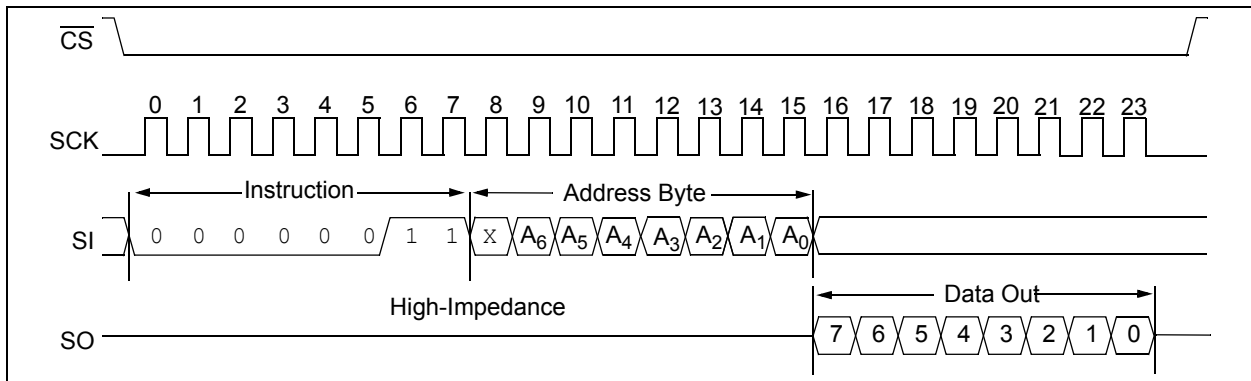 CS
0 1 2 3 4 5 6 7 8 9 10 11 12 13 14 15 16 17 18 19 20 21 22 23
SCK
Instruction Address Byte
SI 0 0 0 0 0 0 1 1 X A6 A5 A4 A3 A2 A1 A0
High-Impedance Data Out
SO 7 6 5 4 3 2 1 0